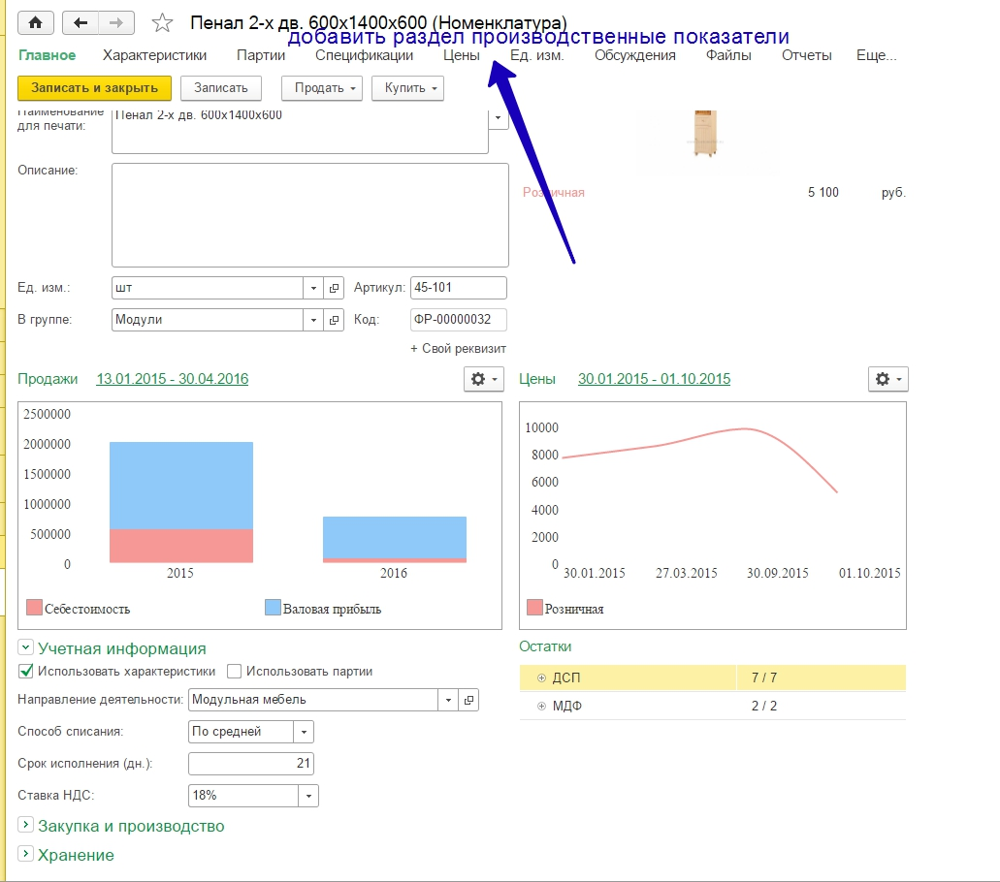 Пенал 2-х дв. 600x1400x600 (Номенклатура)
добавить раздел производственные показатели
Главное Характеристики Партии Спецификации Цены Ед. изм. Обсуждения Файлы Отчеты Еще...
Записать и закрыть Записать Продать Купить
Наименование
для печати:
Пенал 2-х дв. 600x1400x600
Описание:
Розничная 5 100 руб.
Ед. изм.: шт Артикул: 45-101
В группе: Модули Код: ФР-00000032
+ Свой реквизит
Продажи 13.01.2015 - 30.04.2016
Цены 30.01.2015 - 01.10.2015
2500000
2000000
1500000
1000000
500000
0
2015 2016
Себестоимость Валовая прибыль
10000
8000
6000
4000
2000
0
30.01.2015 27.03.2015 30.09.2015 01.10.2015
Розничная
Учетная информация
Использовать характеристики Использовать партии
Направление деятельности: Модульная мебель
Способ списания: По средней
Срок исполнения (дн.): 21
Ставка НДС: 18%
Закупка и производство
Хранение
Остатки
ДСП 7 / 7
МДФ 2 / 2